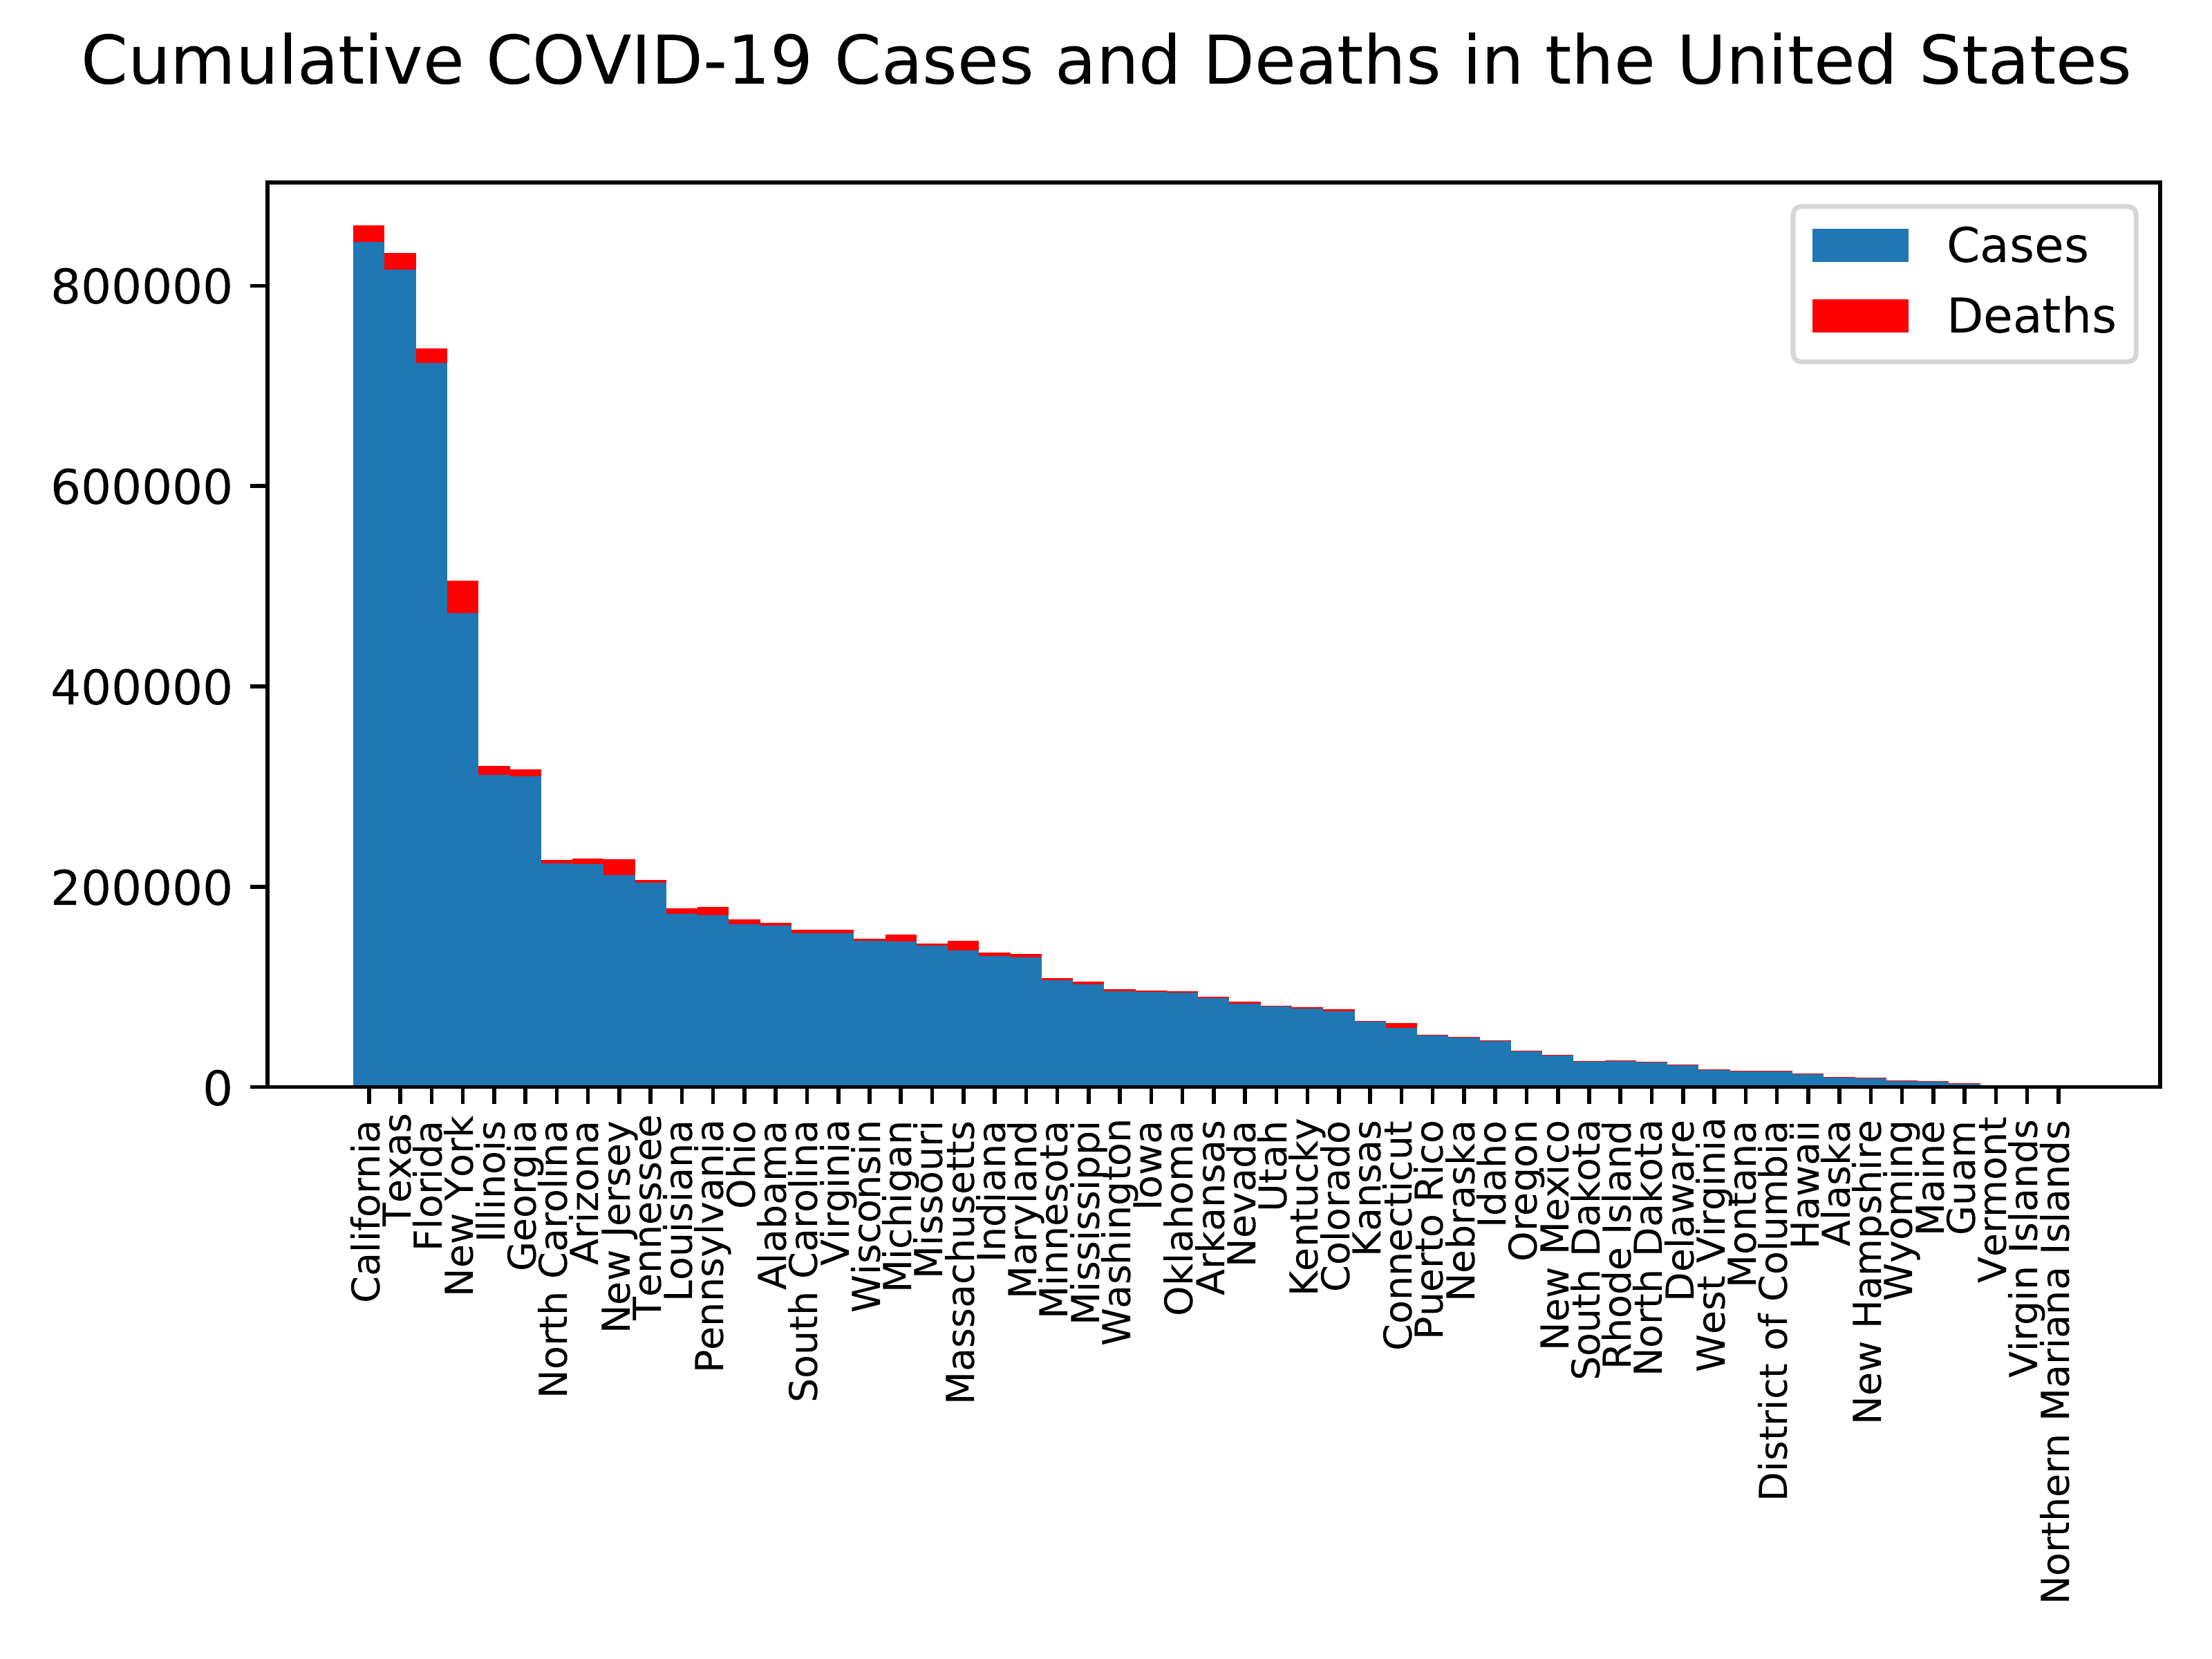 Cumulative COVID-19 Cases and Deaths in the United States
Cases
Deaths
800000
600000
400000
200000
0
California
Texas
Florida
New York
Illinois
Georgia
North Carolina
Arizona
New Jersey
Tennessee
Louisiana
Pennsylvania
Ohio
Alabama
South Carolina
Virginia
Wisconsin
Michigan
Missouri
Massachusetts
Indiana
Maryland
Minnesota
Mississippi
Washington
Iowa
Oklahoma
Arkansas
Nevada
Utah
Kentucky
Colorado
Kansas
Connecticut
Puerto Rico
Nebraska
Idaho
Oregon
New Mexico
South Dakota
Rhode Island
North Dakota
Delaware
West Virginia
Montana
District of Columbia
Hawaii
Alaska
New Hampshire
Wyoming
Maine
Guam
Vermont
Virgin Islands
Northern Mariana Islands